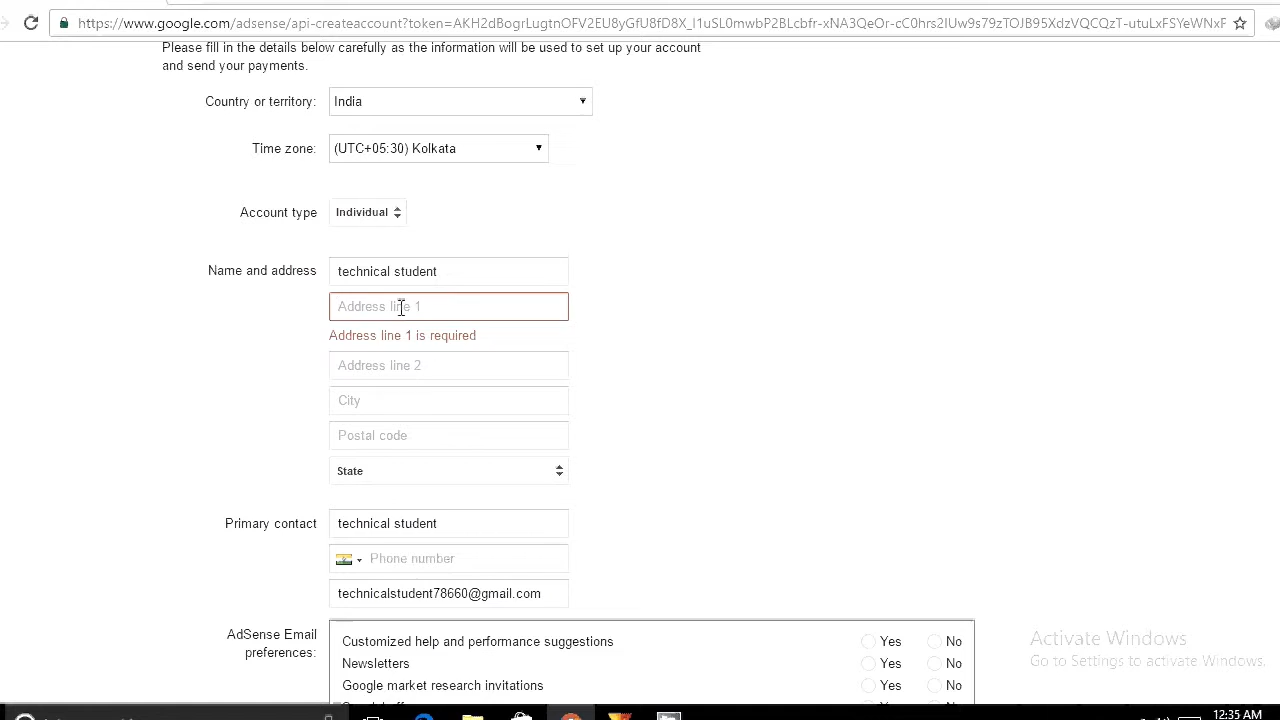 https://www.google.com/adsense/api-createaccount?token=AKH2dBogrLugtnOFV2EU8yGfU8fD8X_I1uSL0mwbP2BLcbfr-xNA3QeOr-cC0hrs2IUw9s79zTOJB95XdzVQCQzT-utuLxFSYeWNxF
Please fill in the details below carefully as the information will be used to set up your account
and send your payments.
Country or territory: India
Time zone: (UTC+05:30) Kolkata
Account type Individual
Name and address technical student
Address line 1
Address line 1 is required
Address line 2
City
Postal code
State
Primary contact technical student
Phone number
technicalstudent78660@gmail.com
AdSense Email preferences:
Customized help and performance suggestions Yes No
Newsletters Yes No
Google market research invitations Yes No
Activate Windows
Go to Settings to activate Windows.
12:35 AM